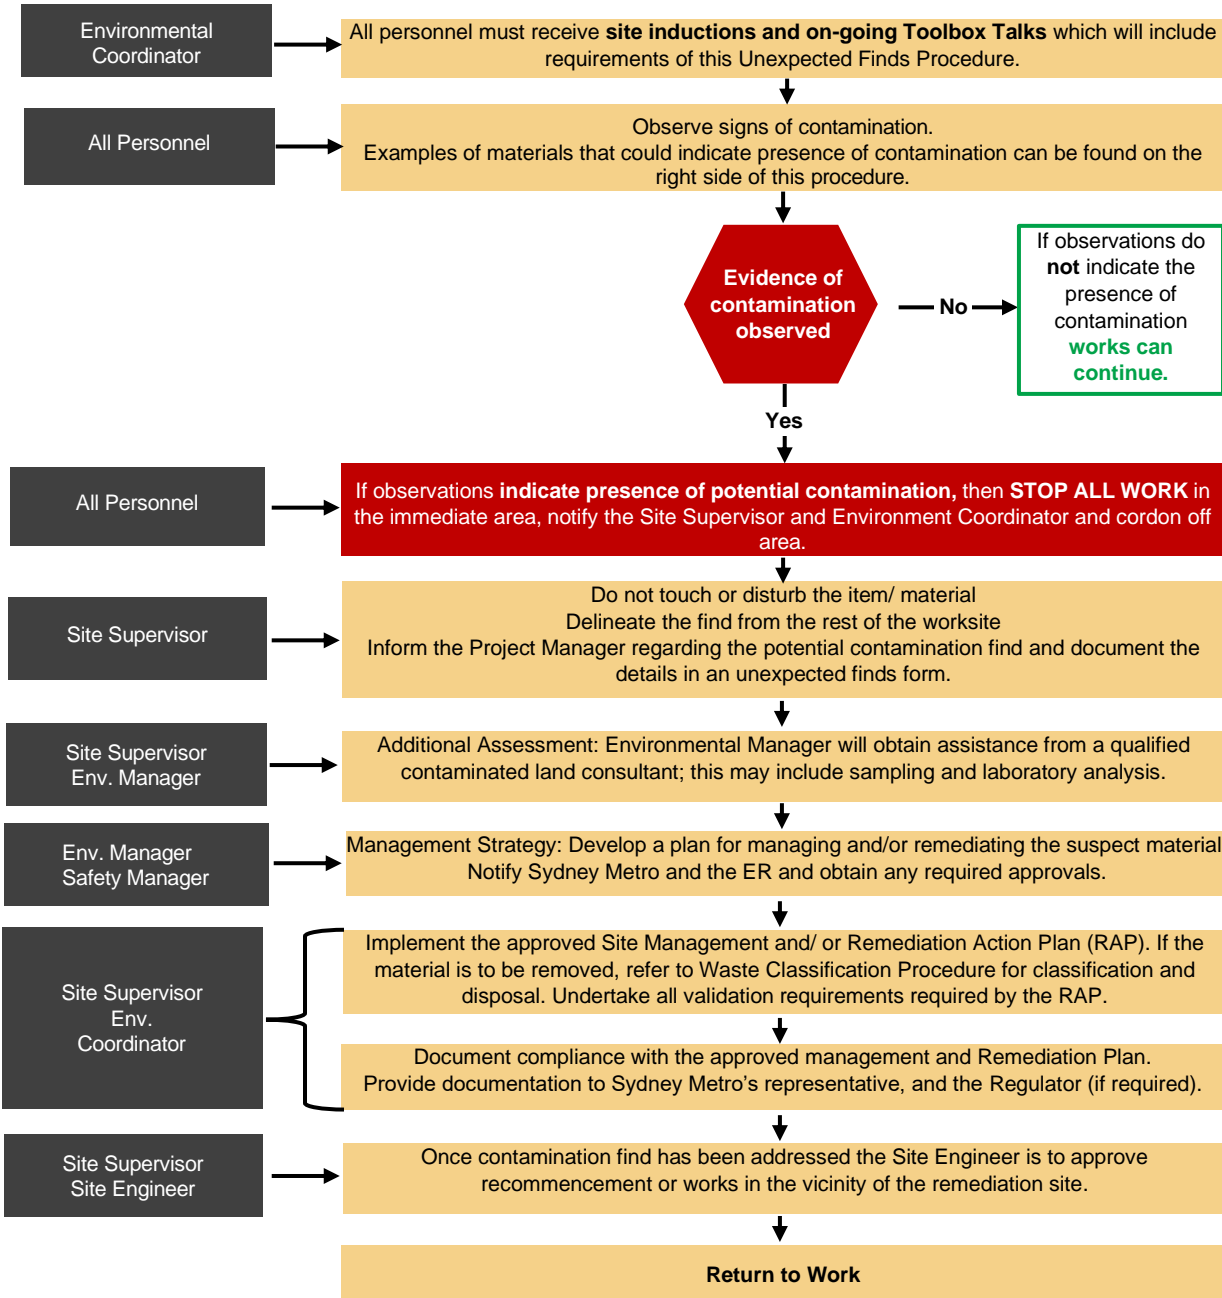 Environmental
Coordinator
All personnel must receive site inductions and on-going Toolbox Talks which will include
requirements of this Unexpected Finds Procedure.
All Personnel
Observe signs of contamination.
Examples of materials that could indicate presence of contamination can be found on the
right side of this procedure.
Evidence of
contamination
observed
No
If observations do
not indicate the
presence of
contamination
works can
continue.
Yes
All Personnel
If observations indicate presence of potential contamination, then STOP ALL WORK in
the immediate area, notify the Site Supervisor and Environment Coordinator and cordon off
area.
Site Supervisor
Do not touch or disturb the item/ material
Delineate the find from the rest of the worksite
Inform the Project Manager regarding the potential contamination find and document the
details in an unexpected finds form.
Site Supervisor
Env. Manager
Additional Assessment: Environmental Manager will obtain assistance from a qualified
contaminated land consultant; this may include sampling and laboratory analysis.
Env. Manager
Safety Manager
Management Strategy: Develop a plan for managing and/or remediating the suspect material
Notify Sydney Metro and the ER and obtain any required approvals.
Site Supervisor
Env.
Coordinator
Implement the approved Site Management and/ or Remediation Action Plan (RAP). If the
material is to be removed, refer to Waste Classification Procedure for classification and
disposal. Undertake all validation requirements required by the RAP.
Document compliance with the approved management and Remediation Plan.
Provide documentation to Sydney Metro’s representative, and the Regulator (if required).
Site Supervisor
Site Engineer
Once contamination find has been addressed the Site Engineer is to approve
recommencement or works in the vicinity of the remediation site.
Return to Work